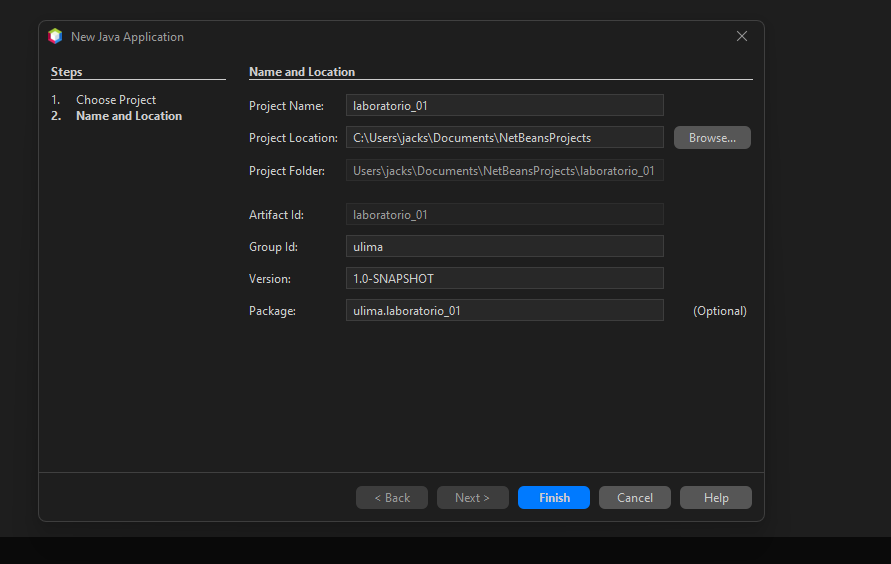 New Java Application
Steps
1. Choose Project
2. Name and Location
Name and Location
Project Name: laboratorio_01
Project Location: C:\Users\jacks\Documents\NetBeansProjects Browse...
Project Folder: Users\jacks\Documents\NetBeansProjects\laboratorio_01
Artifact Id: laboratorio_01
Group Id: ulima
Version: 1.0-SNAPSHOT
Package: ulima.laboratorio_01 (Optional)
< Back Next > Finish Cancel Help